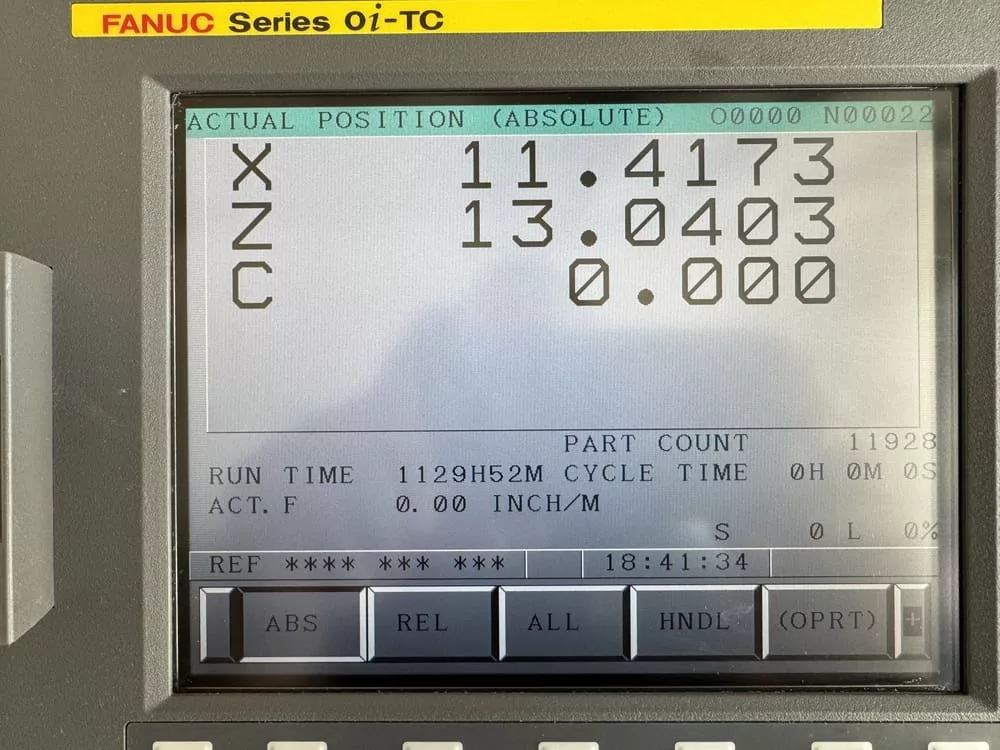 FANUC Series 0i-TC
ACTUAL POSITION (ABSOLUTE) O0000 N00022
X 11.4173
Z 13.0403
C 0.000
PART COUNT 11928
RUN TIME 1129H52M CYCLE TIME 0H 0M 0S
ACT.F 0.00 INCH/M
S 0 L 0%
REF **** *** *** 18:41:34
ABS REL ALL HNDL (OPRT) +